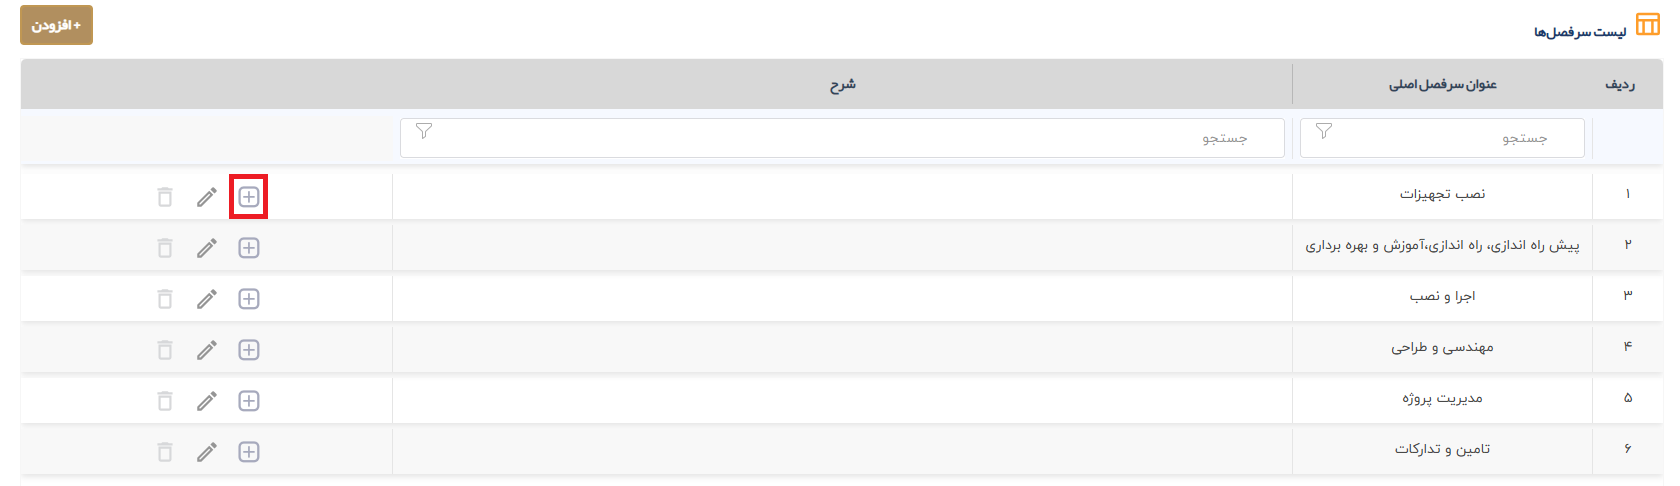 لیست سرفصل‌ها
+ افزودن
ردیف عنوان سرفصل اصلی شرح
جستجو جستجو
۱ نصب تجهیزات
۲ پیش راه اندازی، راه اندازی،آموزش و بهره برداری
۳ اجرا و نصب
۴ مهندسی و طراحی
۵ مدیریت پروژه
۶ تامین و تدارکات